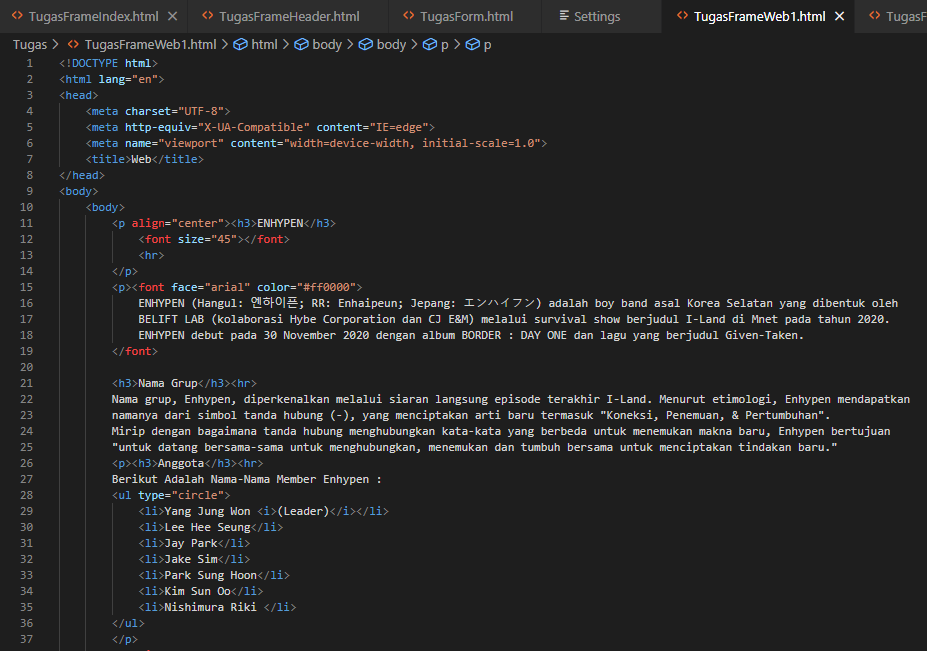 TugasFrameIndex.html
TugasFrameHeader.html
TugasForm.html
Settings
TugasFrameWeb1.html
TugasF
Tugas > TugasFrameWeb1.html > html > body > body > p > p
1 <!DOCTYPE html>
2 <html lang="en">
3 <head>
4 <meta charset="UTF-8">
5 <meta http-equiv="X-UA-Compatible" content="IE=edge">
6 <meta name="viewport" content="width=device-width, initial-scale=1.0">
7 <title>Web</title>
8 </head>
9 <body>
10 <body>
11 <p align="center"><h3>ENHYPEN</h3>
12 <font size="45"></font>
13 <hr>
14 </p>
15 <p><font face="arial" color="#ff0000">
16 ENHYPEN (Hangul: 엔하이픈; RR: Enhaipeun; Jepang: エンハイフン) adalah boy band asal Korea Selatan yang dibentuk oleh
17 BELIFT LAB (kolaborasi Hybe Corporation dan CJ E&M) melalui survival show berjudul I-Land di Mnet pada tahun 2020.
18 ENHYPEN debut pada 30 November 2020 dengan album BORDER : DAY ONE dan lagu yang berjudul Given-Taken.
19 </font>
20
21 <h3>Nama Grup</h3><hr>
22 Nama grup, Enhypen, diperkenalkan melalui siaran langsung episode terakhir I-Land. Menurut etimologi, Enhypen mendapatkan
23 namanya dari simbol tanda hubung (-), yang menciptakan arti baru termasuk "Koneksi, Penemuan, & Pertumbuhan".
24 Mirip dengan bagaimana tanda hubung menghubungkan kata-kata yang berbeda untuk menemukan makna baru, Enhypen bertujuan
25 "untuk datang bersama-sama untuk menghubungkan, menemukan dan tumbuh bersama untuk menciptakan tindakan baru."
26 <p><h3>Anggota</h3><hr>
27 Berikut Adalah Nama-Nama Member Enhypen :
28 <ul type="circle">
29 <li>Yang Jung Won <i>(Leader)</i></li>
30 <li>Lee Hee Seung</li>
31 <li>Jay Park</li>
32 <li>Jake Sim</li>
33 <li>Park Sung Hoon</li>
34 <li>Kim Sun Oo</li>
35 <li>Nishimura Riki </li>
36 </ul>
37 </p>